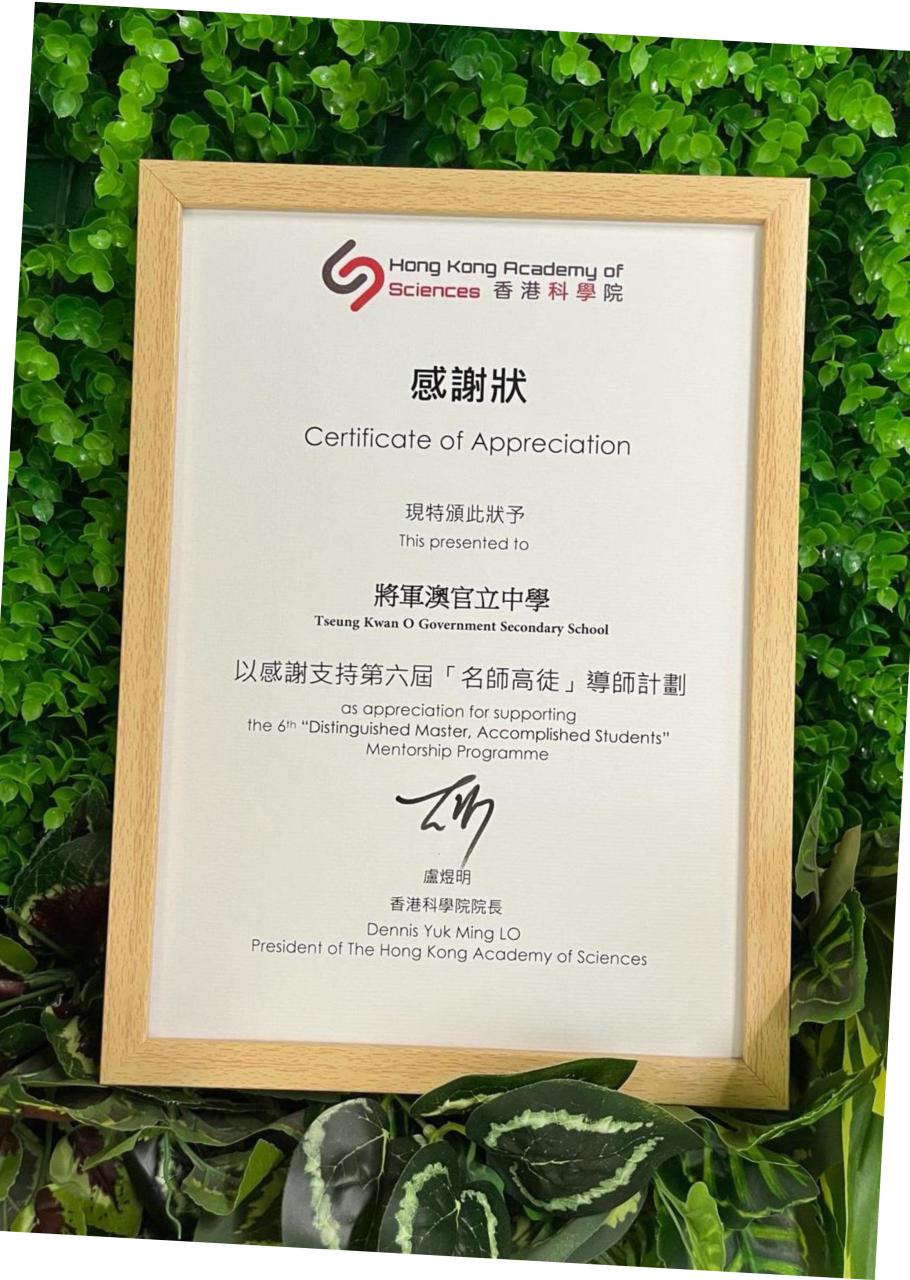 Hong Kong Academy of
Sciences 香港科學院
感謝狀
Certificate of Appreciation
現特頒此狀予
This presented to
將軍澳官立中學
Tseung Kwan O Government Secondary School
以感謝支持第六屆「名師高徒」導師計劃
as appreciation for supporting
the 6th “Distinguished Master, Accomplished Students”
Mentorship Programme
盧煜明
香港科學院院長
Dennis Yuk Ming LO
President of The Hong Kong Academy of Sciences